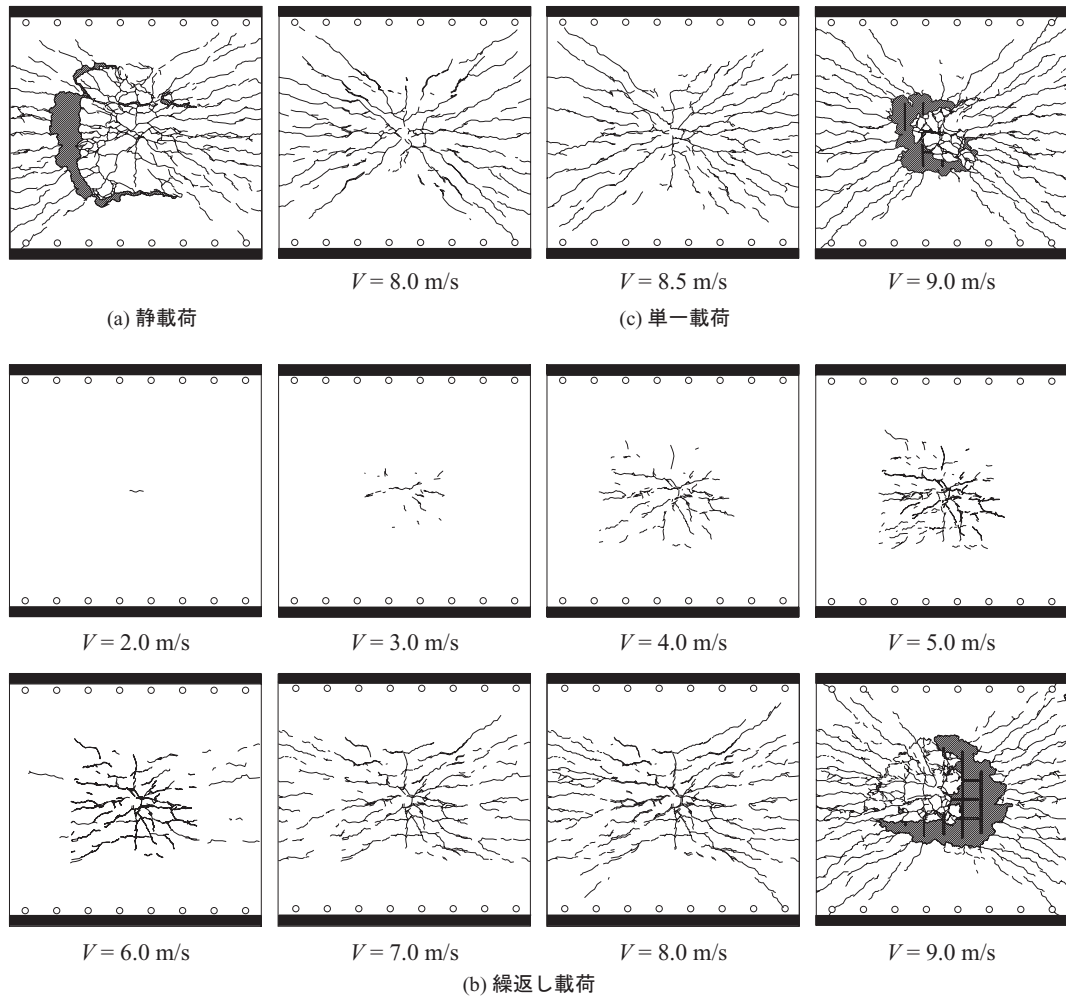 V = 8.0 m/s
V = 8.5 m/s
V = 9.0 m/s
(a) 静載荷
(c) 単一載荷
V = 2.0 m/s
V = 3.0 m/s
V = 4.0 m/s
V = 5.0 m/s
V = 6.0 m/s
V = 7.0 m/s
V = 8.0 m/s
V = 9.0 m/s
(b) 繰返し載荷